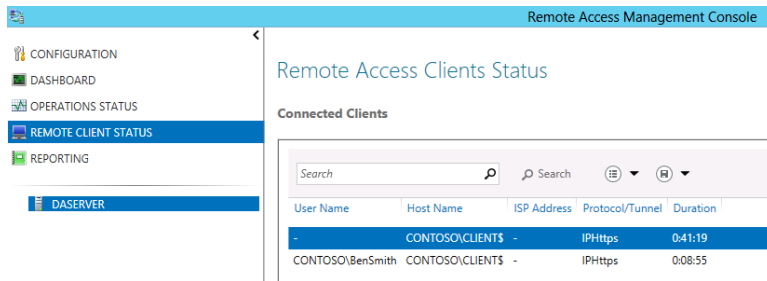 Remote Access Management Console
CONFIGURATION
DASHBOARD
OPERATIONS STATUS
REMOTE CLIENT STATUS
REPORTING
DASERVER
Remote Access Clients Status
Connected Clients
Search Search
User Name Host Name ISP Address Protocol/Tunnel Duration
- CONTOSO\CLIENT$ - IPHttps 0:41:19
CONTOSO\BenSmith CONTOSO\CLIENT$ - IPHttps 0:08:55